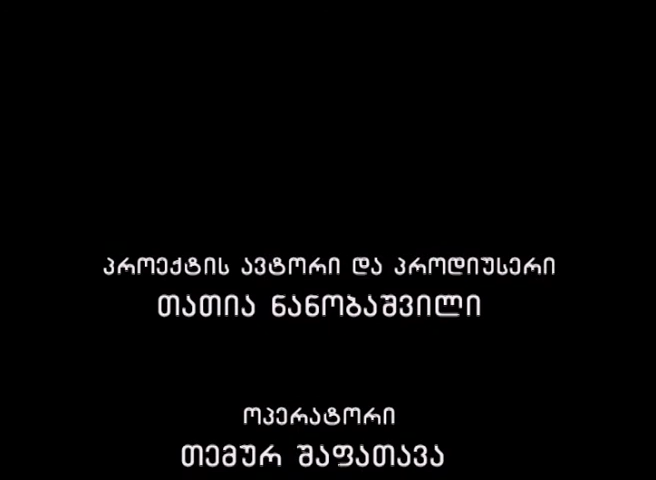 პროექტის ავტორი და პროდიუსერი
თათია ნანობაშვილი
ოპერატორი
თემურ შაფათავა